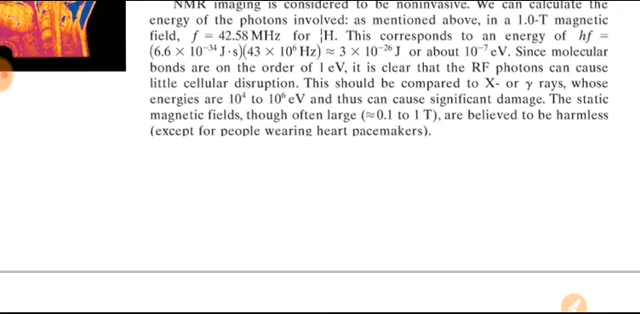 NMR imaging is considered to be noninvasive. We can calculate the
energy of the photons involved: as mentioned above, in a 1.0-T magnetic
field, f = 42.58 MHz for ¹₁H. This corresponds to an energy of hf =
(6.6 × 10⁻³⁴ J·s)(43 × 10⁶ Hz) ≈ 3 × 10⁻²⁶ J or about 10⁻⁷ eV. Since molecular
bonds are on the order of 1 eV, it is clear that the RF photons can cause
little cellular disruption. This should be compared to X- or γ rays, whose
energies are 10⁴ to 10⁶ eV and thus can cause significant damage. The static
magnetic fields, though often large (≈0.1 to 1 T), are believed to be harmless
(except for people wearing heart pacemakers).